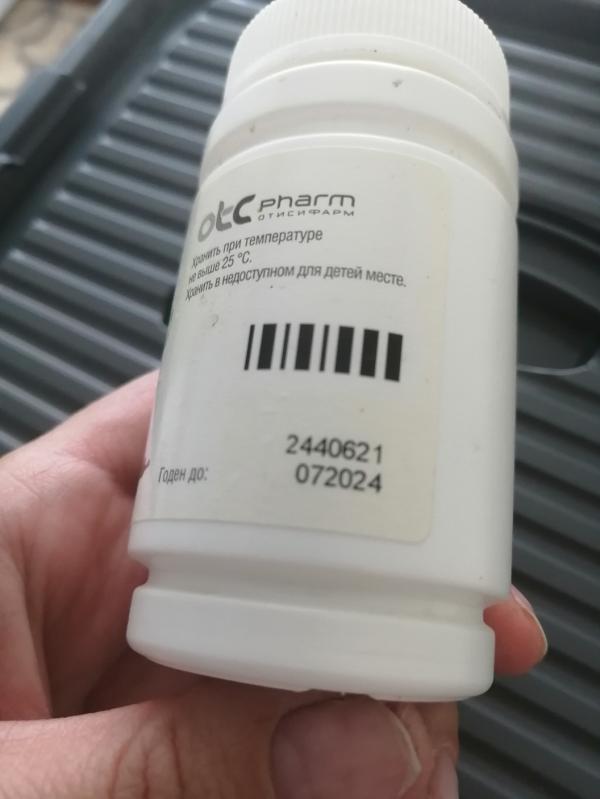 otc pharm
ОТИСИФАРМ
Хранить при температуре
не выше 25 °C.
Хранить в недоступном для детей месте.
2440621
Годен до: 072024